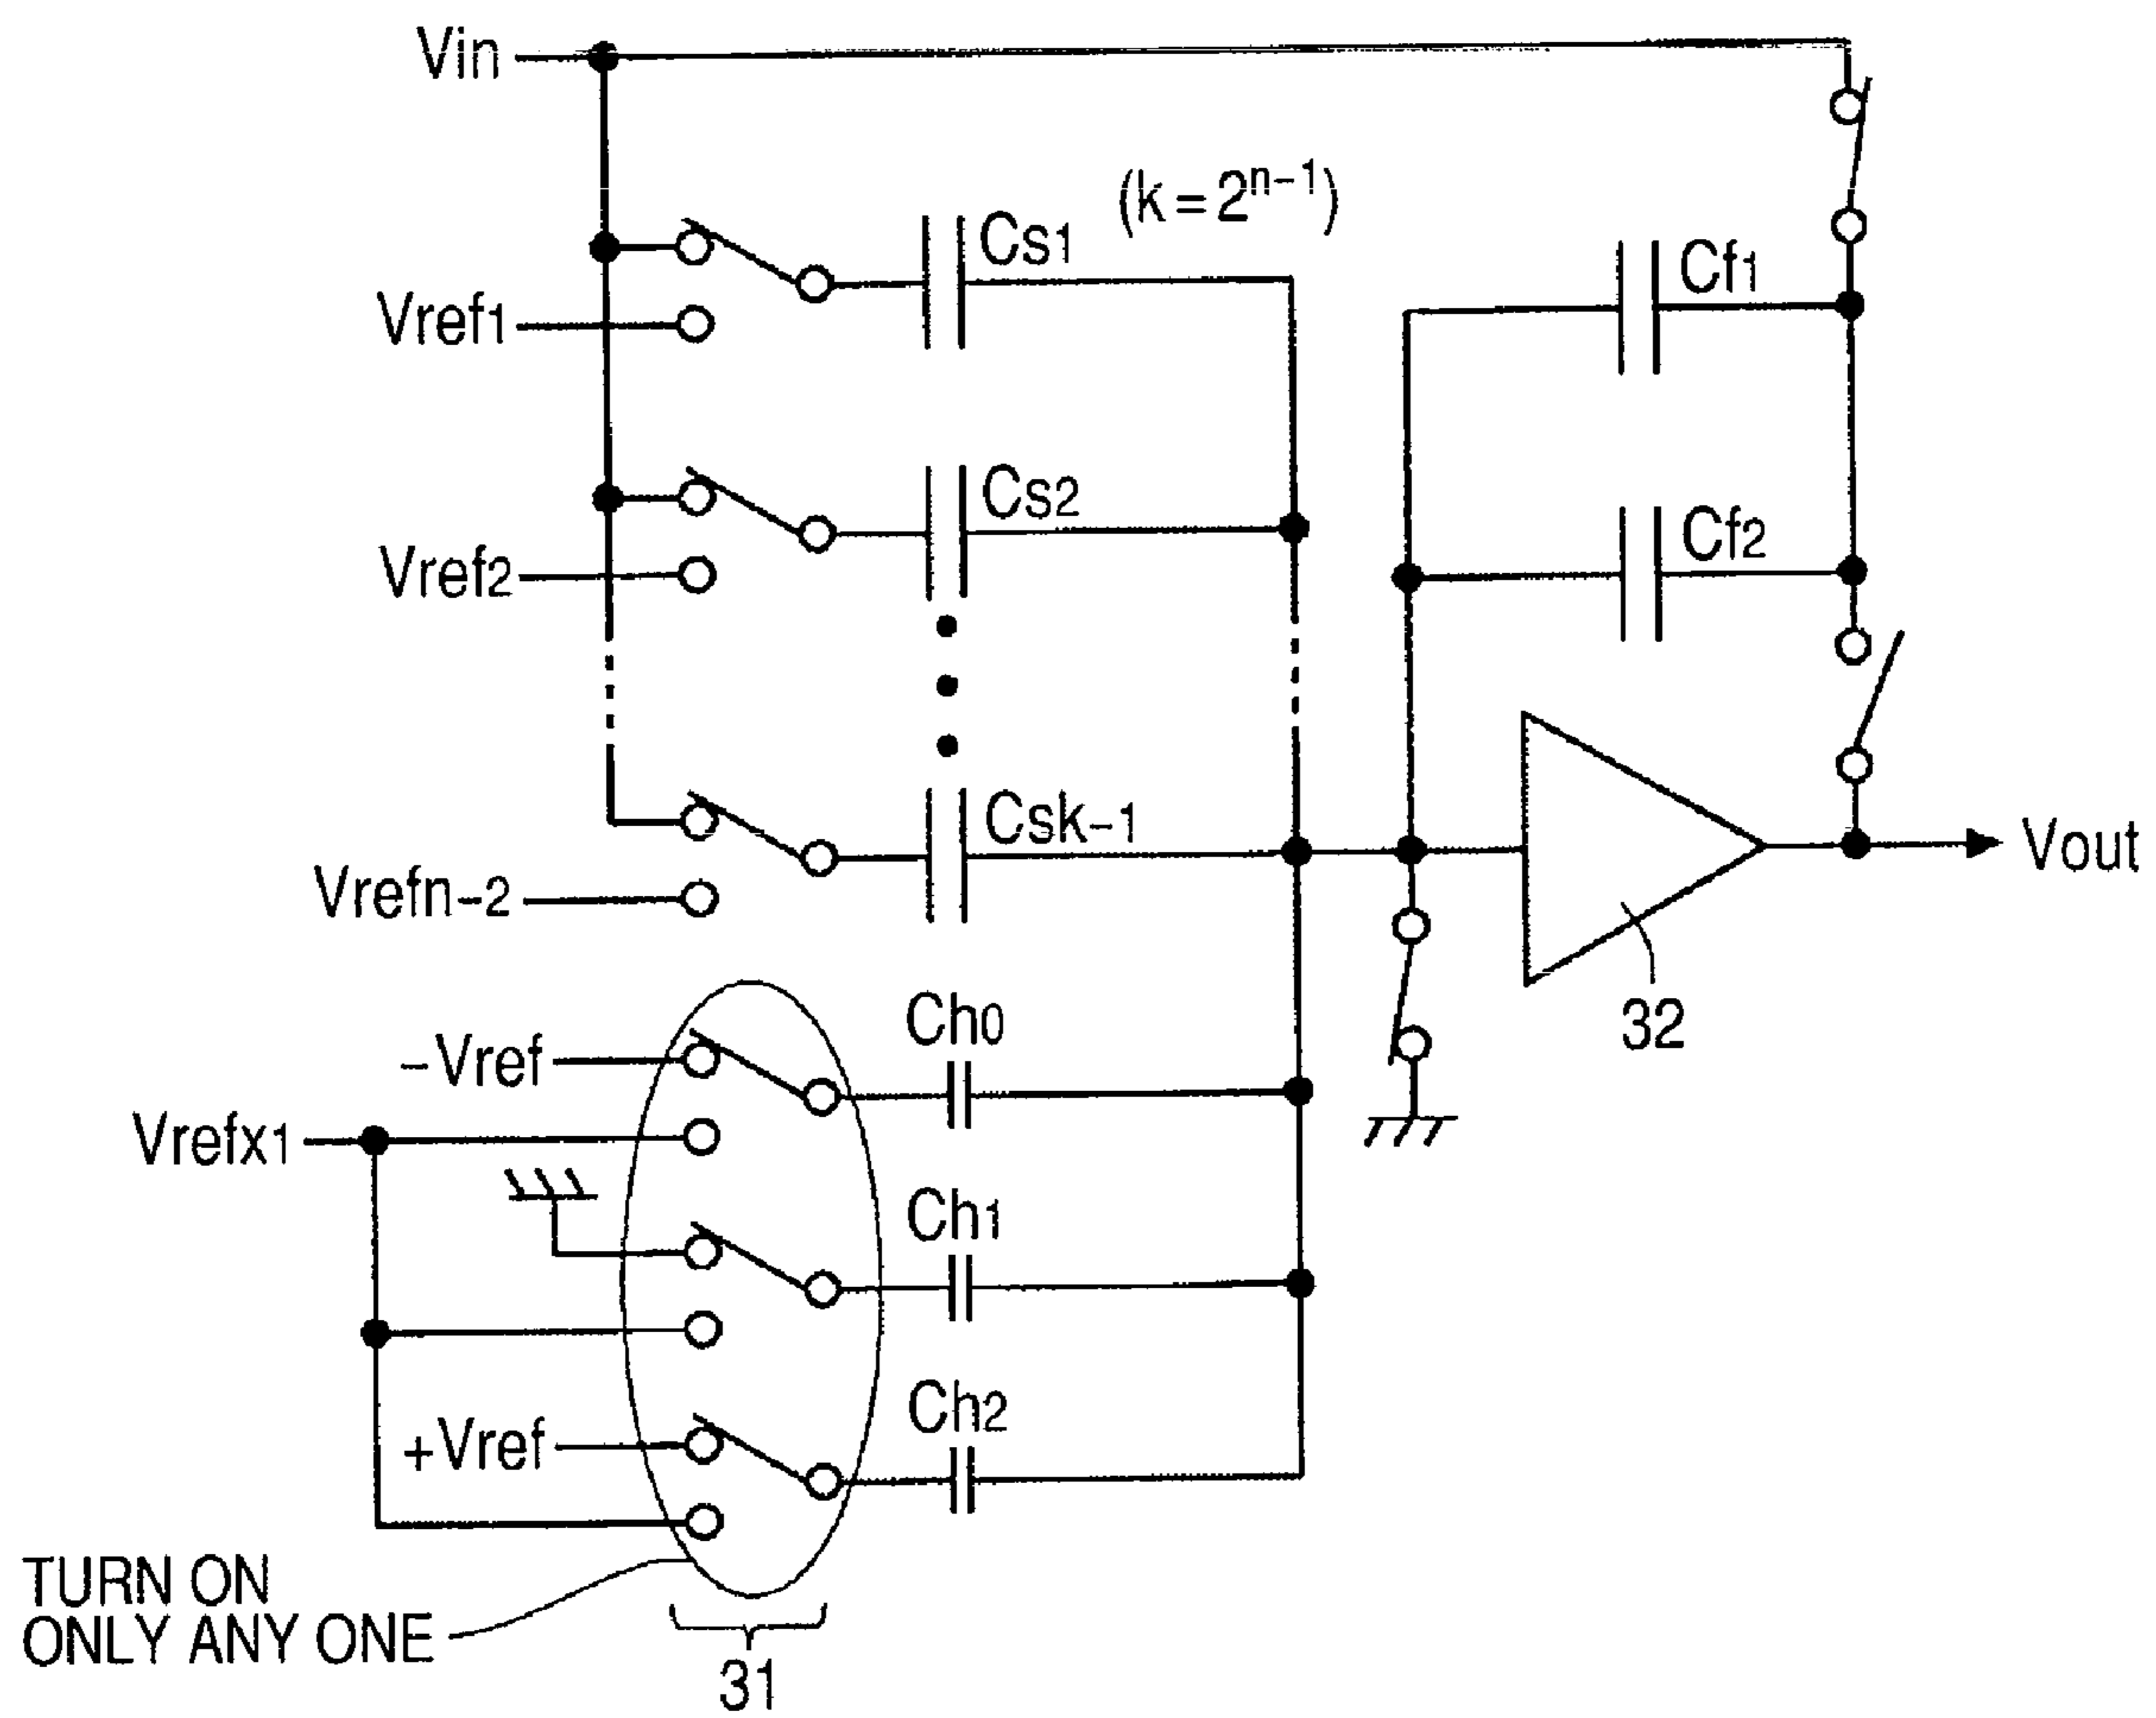 Vin
(k=2ⁿ⁻¹)
Cs1
Cf1
Vref1
Cs2
Cf2
Vref2
Csk-1
Vout
Vrefn-2
32
Ch0
-Vref
Vrefx1
Ch1
Ch2
+Vref
TURN ON
ONLY ANY ONE
31